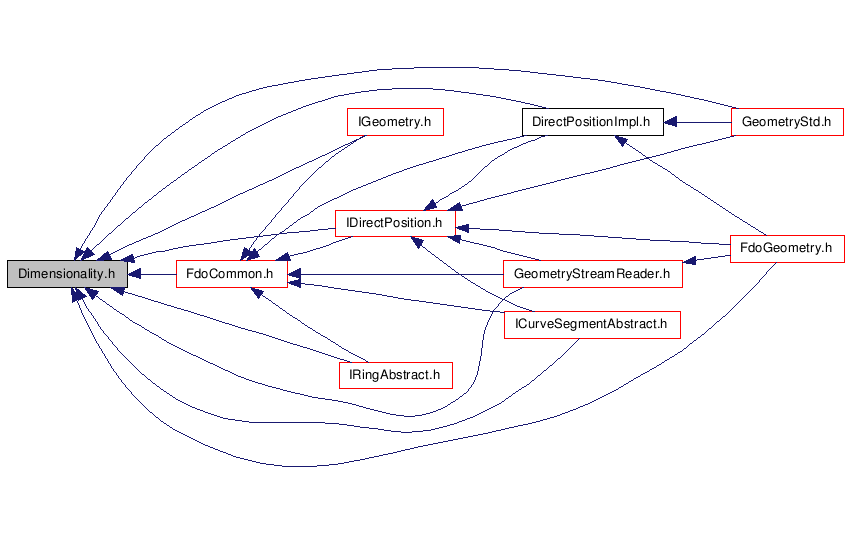 IGeometry.h
DirectPositionImpl.h
GeometryStd.h
IDirectPosition.h
FdoGeometry.h
Dimensionality.h
FdoCommon.h
GeometryStreamReader.h
ICurveSegmentAbstract.h
IRingAbstract.h